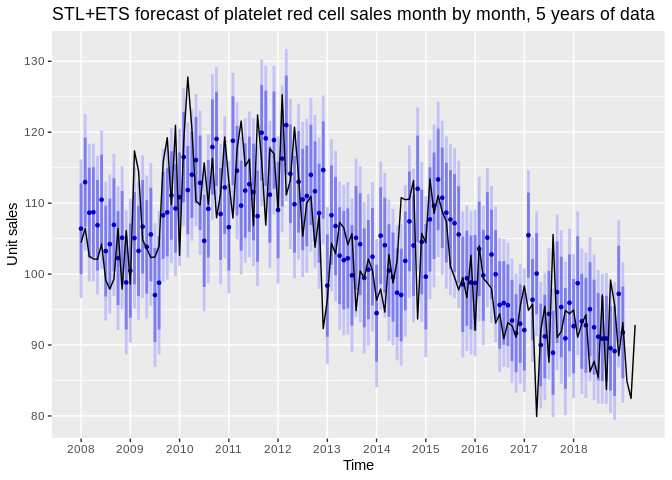 STL+ETS forecast of platelet red cell sales month by month, 5 years of data
130
120
110
100
90
80
Unit sales
2008 2009 2010 2011 2012 2013 2014 2015 2016 2017 2018
Time